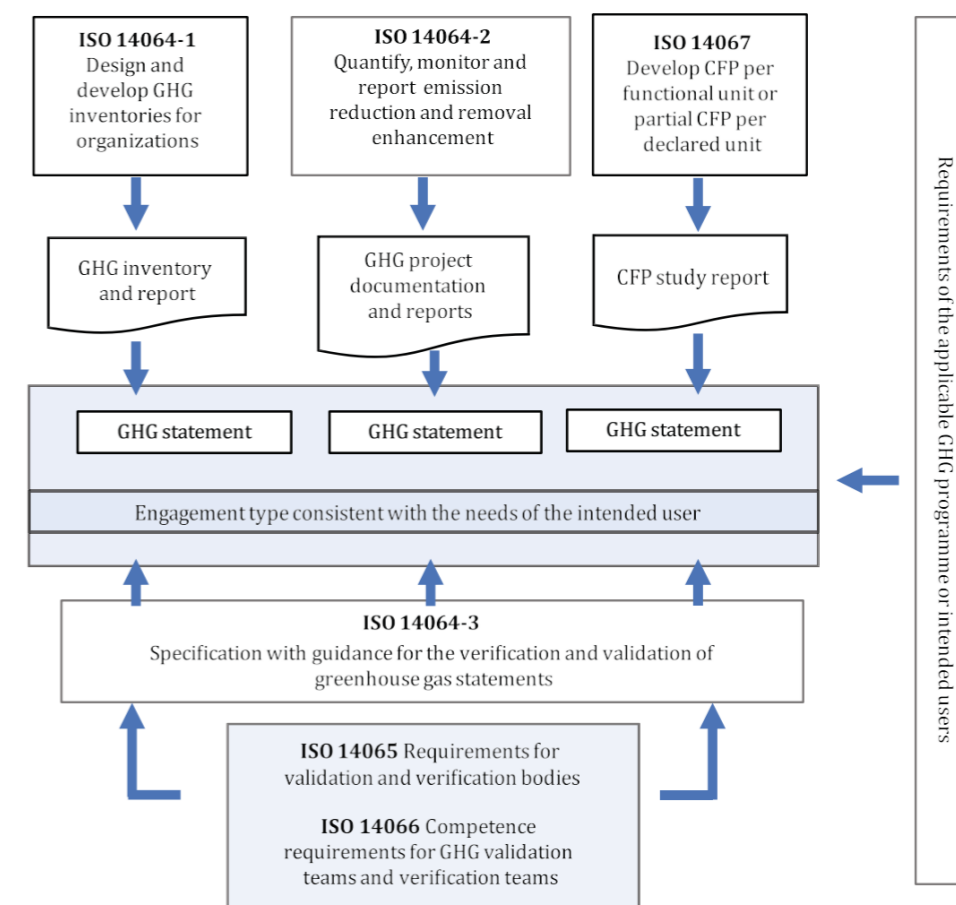 ISO 14064-1
Design and
develop GHG
inventories for
organizations
ISO 14064-2
Quantify, monitor and
report emission
reduction and removal
enhancement
ISO 14067
Develop CFP per
functional unit or
partial CFP per
declared unit
GHG inventory
and report
GHG project
documentation
and reports
CFP study report
GHG statement
GHG statement
GHG statement
Engagement type consistent with the needs of the intended user
ISO 14064-3
Specification with guidance for the verification and validation of
greenhouse gas statements
ISO 14065 Requirements for
validation and verification bodies
ISO 14066 Competence
requirements for GHG validation
teams and verification teams
Requirements of the applicable GHG programme or intended users